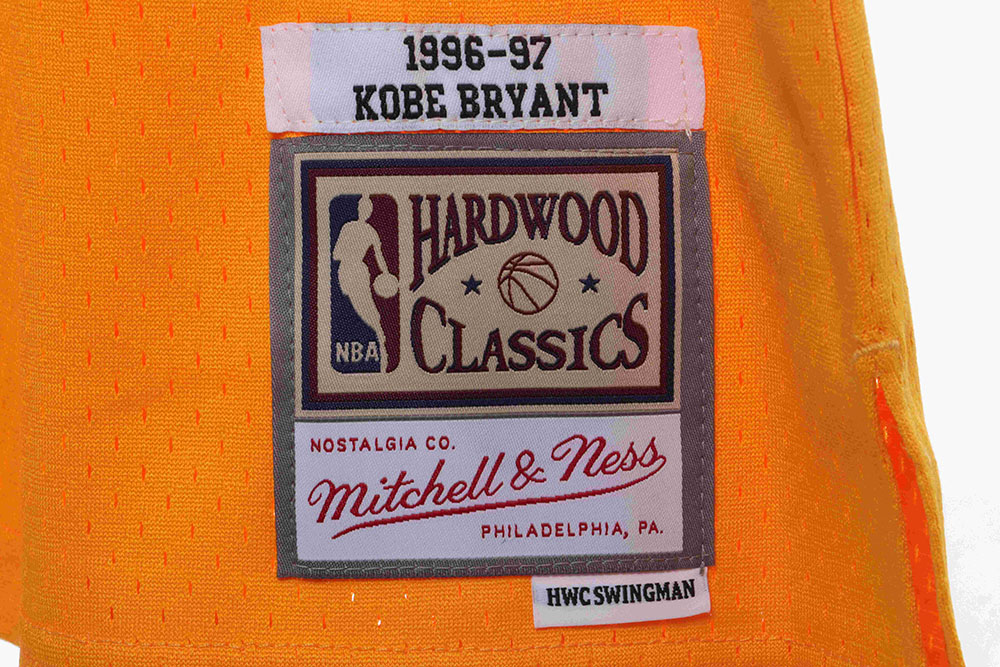 1996-97
KOBE BRYANT
HARDWOOD
CLASSICS
NBA
NOSTALGIA CO.
Mitchell & Ness
PHILADELPHIA, PA.
HWC SWINGMAN